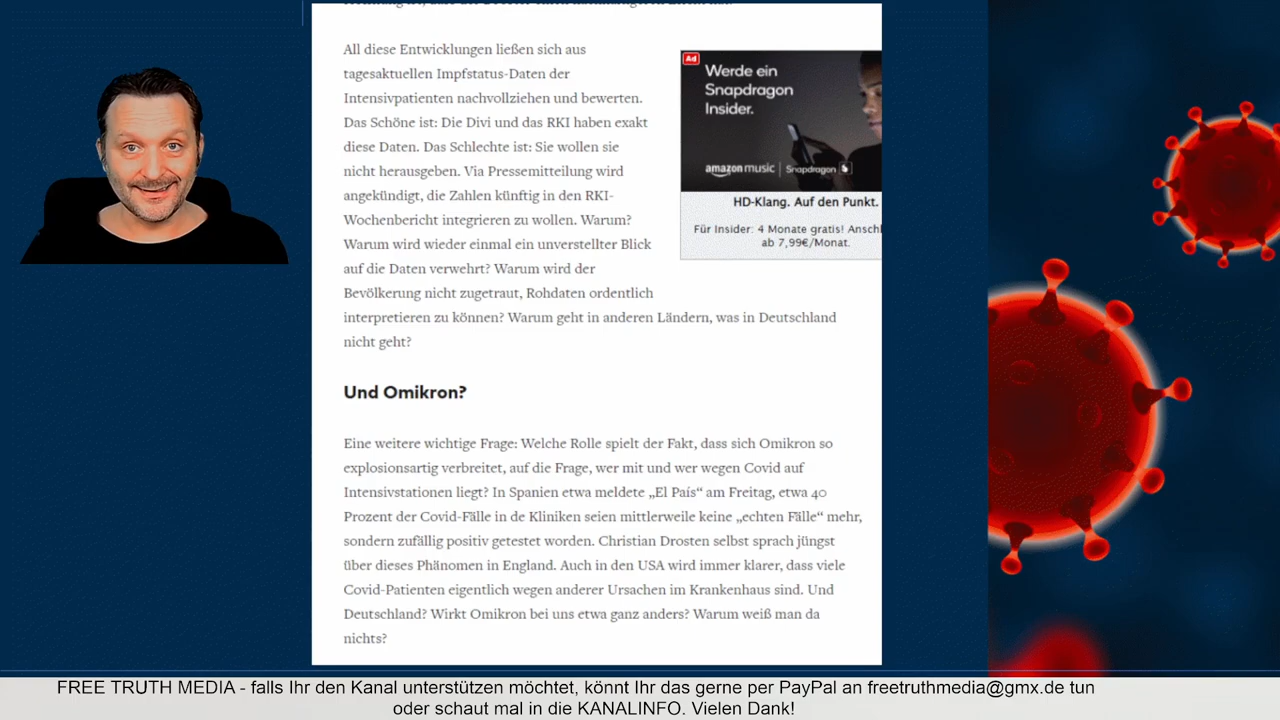 All diese Entwicklungen ließen sich aus
tagesaktuellen Impfstatus-Daten der
Intensivpatienten nachvollziehen und bewerten.
Das Schöne ist: Die Divi und das RKI haben exakt
diese Daten. Das Schlechte ist: Sie wollen sie
nicht herausgeben. Via Pressemitteilung wird
angekündigt, die Zahlen künftig in den RKI-
Wochenbericht integrieren zu wollen. Warum?
Warum wird wieder einmal ein unverstellter Blick
auf die Daten verwehrt? Warum wird der
Bevölkerung nicht zugetraut, Rohdaten ordentlich
interpretieren zu können? Warum geht in anderen Ländern, was in Deutschland
nicht geht?
Ad
Werde ein
Snapdragon
Insider.
amazon music | Snapdragon
HD-Klang. Auf den Punkt.
Für Insider: 4 Monate gratis! Anschl
ab 7,99€/Monat.
Und Omikron?
Eine weitere wichtige Frage: Welche Rolle spielt der Fakt, dass sich Omikron so
explosionsartig verbreitet, auf die Frage, wer mit und wer wegen Covid auf
Intensivstationen liegt? In Spanien etwa meldete „El País“ am Freitag, etwa 40
Prozent der Covid-Fälle in de Kliniken seien mittlerweile keine „echten Fälle“ mehr,
sondern zufällig positiv getestet worden. Christian Drosten selbst sprach jüngst
über dieses Phänomen in England. Auch in den USA wird immer klarer, dass viele
Covid-Patienten eigentlich wegen anderer Ursachen im Krankenhaus sind. Und
Deutschland? Wirkt Omikron bei uns etwa ganz anders? Warum weiß man da
nichts?
FREE TRUTH MEDIA - falls Ihr den Kanal unterstützen möchtet, könnt Ihr das gerne per PayPal an freetruthmedia@gmx.de tun
oder schaut mal in die KANALINFO. Vielen Dank!